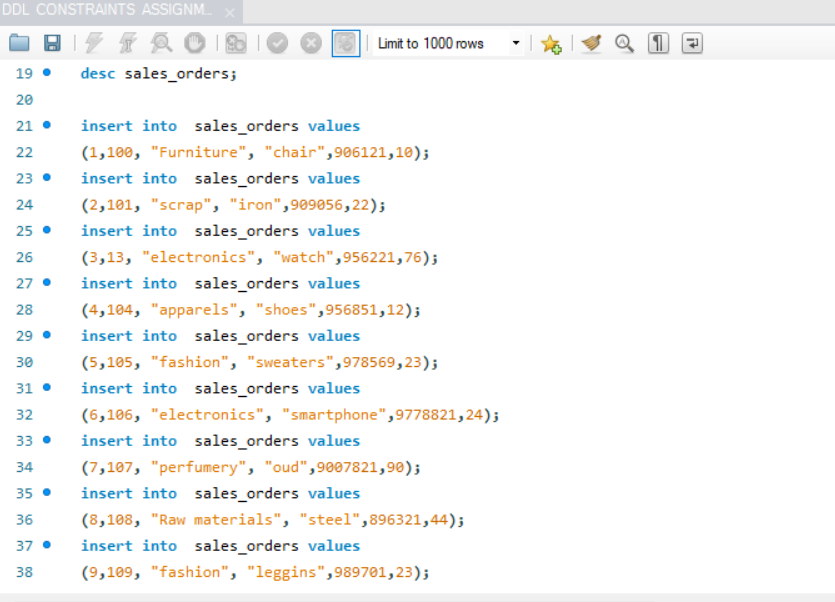 DDL CONSTRAINTS ASSIGNM...
Limit to 1000 rows
19 desc sales_orders;
20
21 insert into  sales_orders values
22 (1,100, "Furniture", "chair",906121,10);
23 insert into  sales_orders values
24 (2,101, "scrap", "iron",909056,22);
25 insert into  sales_orders values
26 (3,13, "electronics", "watch",956221,76);
27 insert into  sales_orders values
28 (4,104, "apparels", "shoes",956851,12);
29 insert into  sales_orders values
30 (5,105, "fashion", "sweaters",978569,23);
31 insert into  sales_orders values
32 (6,106, "electronics", "smartphone",9778821,24);
33 insert into  sales_orders values
34 (7,107, "perfumery", "oud",9007821,90);
35 insert into  sales_orders values
36 (8,108, "Raw materials", "steel",896321,44);
37 insert into  sales_orders values
38 (9,109, "fashion", "leggins",989701,23);